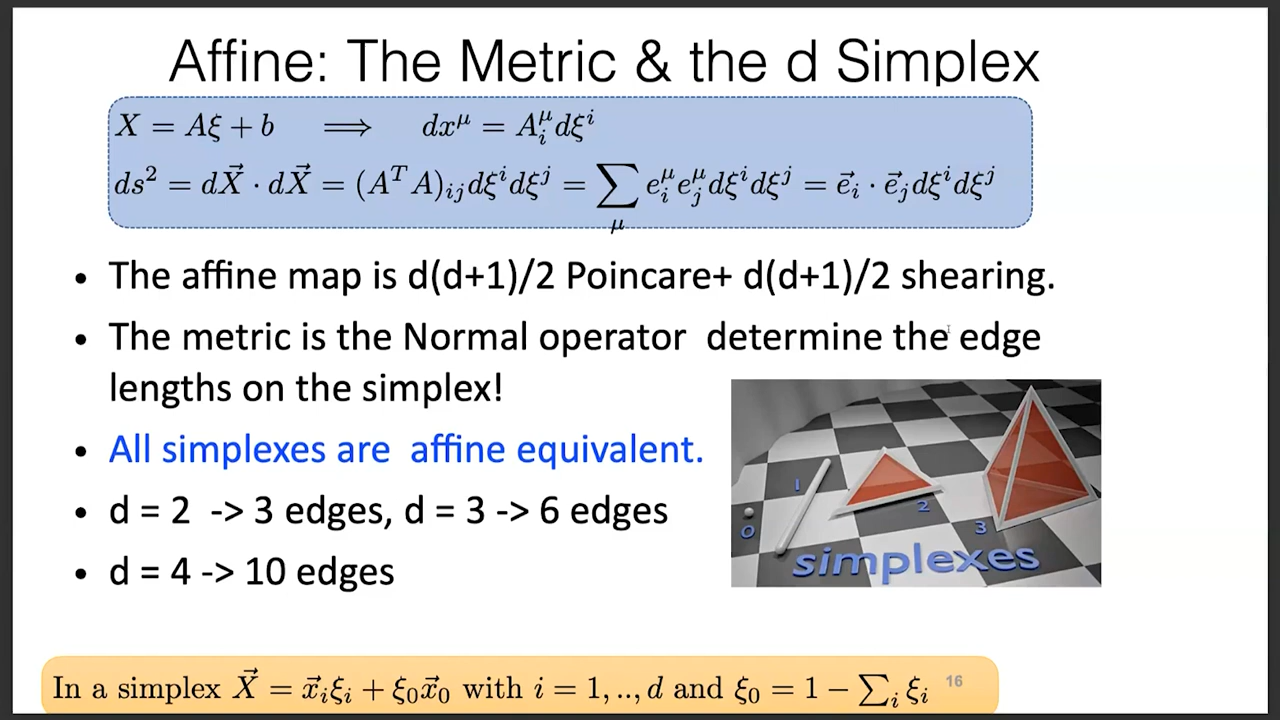 Affine: The Metric & the d Simplex
X = Aξ + b ⟹ dx^μ = A_i^μ dξ^i
ds² = dX⃗ · dX⃗ = (A^T A)_{ij} dξ^i dξ^j = ∑_μ e_i^μ e_j^μ dξ^i dξ^j = e⃗_i · e⃗_j dξ^i dξ^j
• The affine map is d(d+1)/2 Poincare+ d(d+1)/2 shearing.
• The metric is the Normal operator determine the edge
lengths on the simplex!
• All simplexes are affine equivalent.
• d = 2 -> 3 edges, d = 3 -> 6 edges
• d = 4 -> 10 edges
0
1
2
3
simplexes
In a simplex X⃗ = x⃗_i ξ_i + ξ_0 x⃗_0 with i = 1, .., d and ξ_0 = 1 − ∑_i ξ_i
16